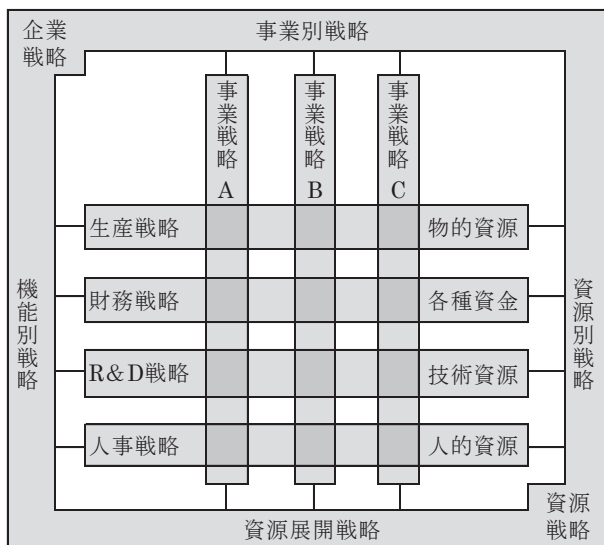 企業
戦略
事業別戦略
事業戦略A
事業戦略B
事業戦略C
生産戦略
物的資源
財務戦略
各種資金
R&D戦略
技術資源
人事戦略
人的資源
機能別戦略
資源別戦略
資源展開戦略
資源
戦略